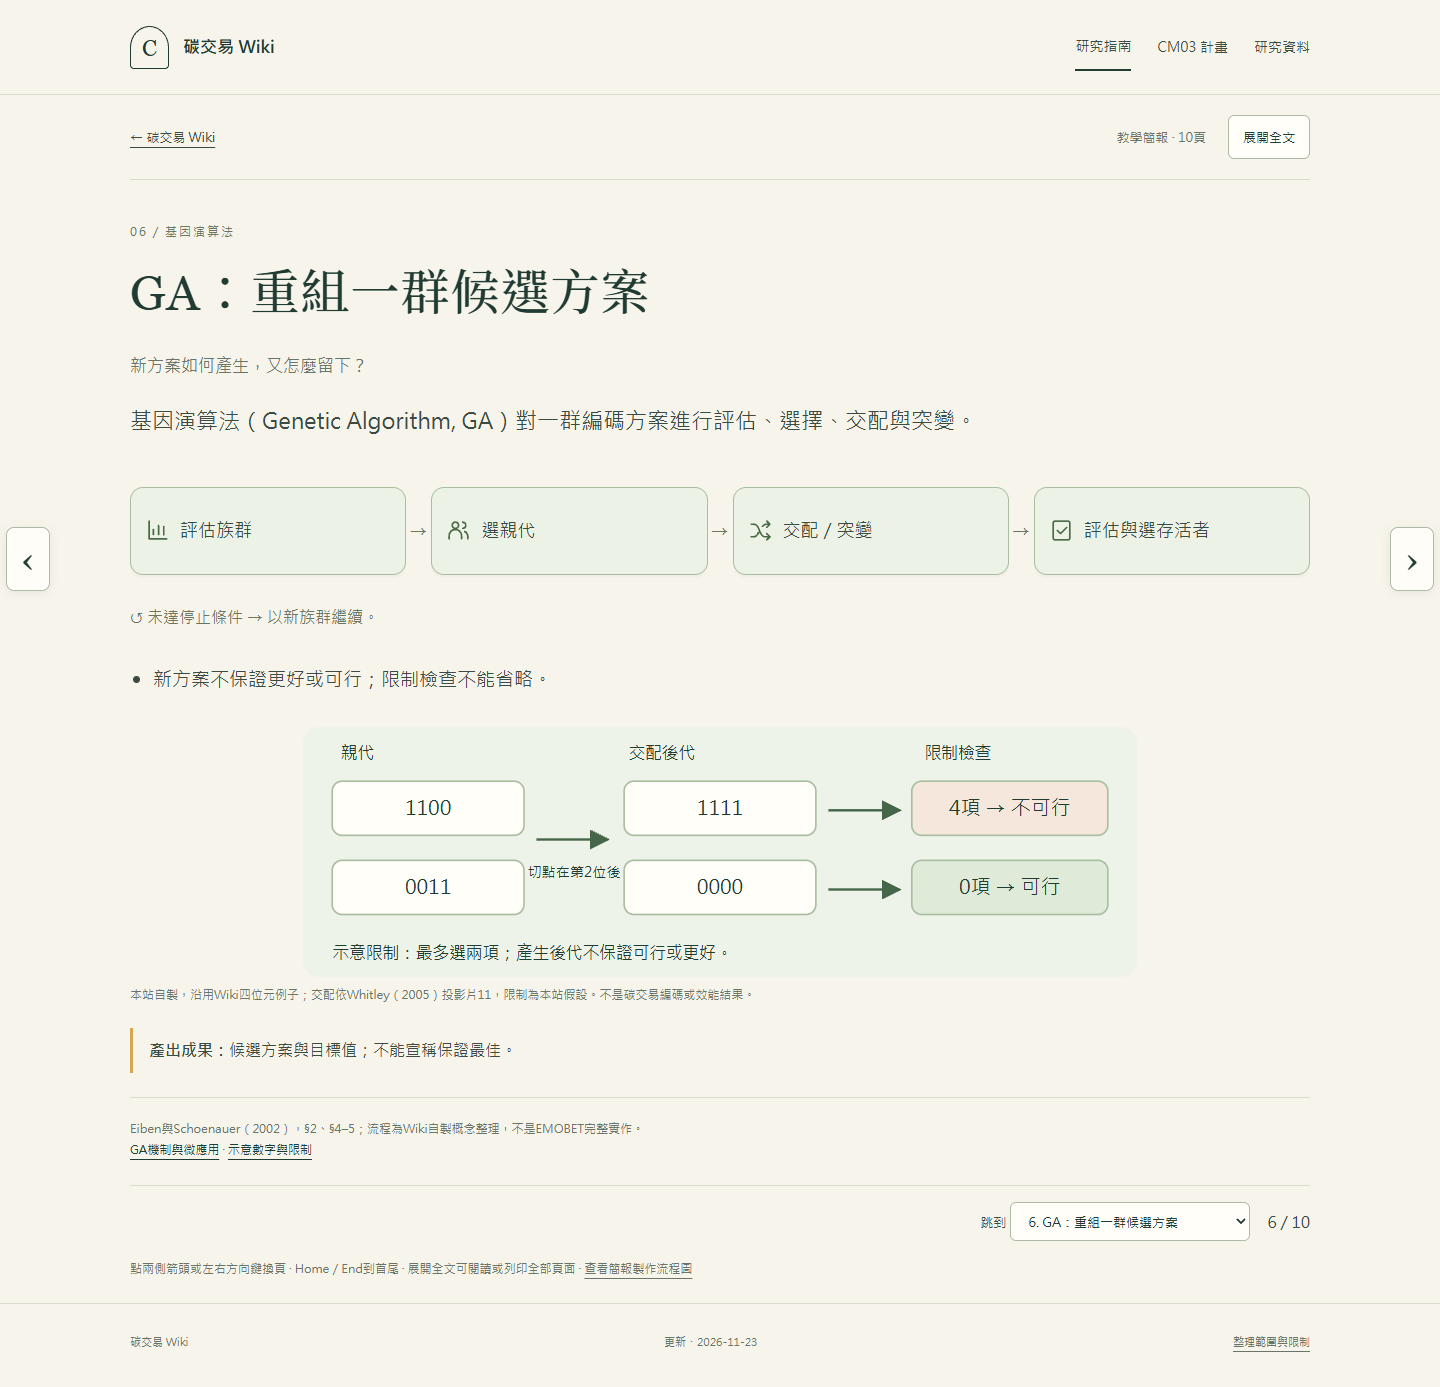 C 碳交易 Wiki
研究指南 CM03 計畫 研究資料
← 碳交易 Wiki
教學簡報 · 10頁 展開全文
06 / 基因演算法
GA：重組一群候選方案
新方案如何產生，又怎麼留下？
基因演算法（Genetic Algorithm, GA）對一群編碼方案進行評估、選擇、交配與突變。
評估族群 → 選親代 → 交配 / 突變 → 評估與選存活者
↺ 未達停止條件 → 以新族群繼續。
• 新方案不保證更好或可行；限制檢查不能省略。
親代 交配後代 限制檢查
1100 1111 4項 → 不可行
切點在第2位後
0011 0000 0項 → 可行
示意限制：最多選兩項；產生後代不保證可行或更好。
本站自製，沿用Wiki四位元例子；交配依Whitley（2005）投影片11，限制為本站假設。不是碳交易編碼或效能結果。
產出成果：候選方案與目標值；不能宣稱保證最佳。
Eiben與Schoenauer（2002），§2、§4–5；流程為Wiki自製概念整理，不是EMOBET完整實作。
GA機制與微應用 · 示意數字與限制
跳到 6. GA：重組一群候選方案 6 / 10
點兩側箭頭或左右方向鍵換頁 · Home / End到首尾 · 展開全文可閱讀或列印全部頁面 · 查看簡報製作流程圖
碳交易 Wiki 更新 · 2026-11-23 整理範圍與限制